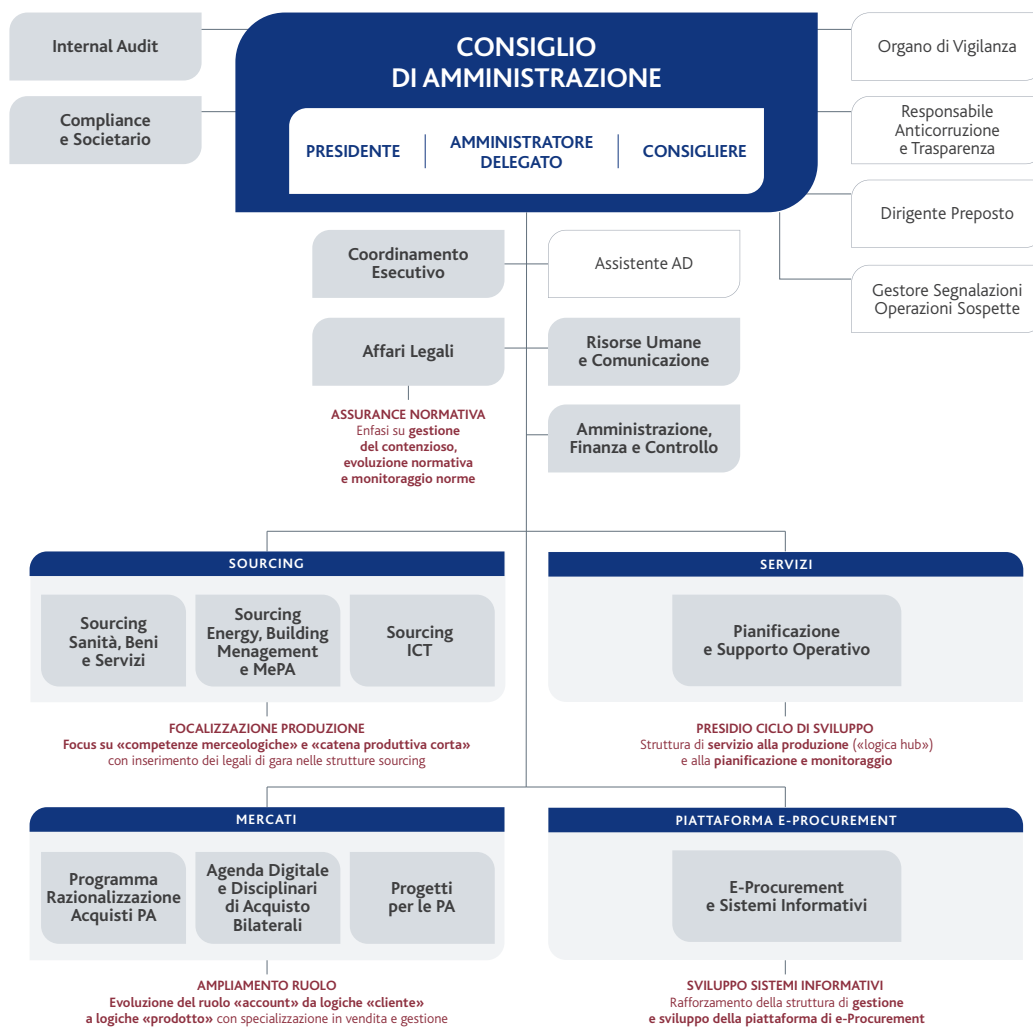 Internal Audit
Compliance
e Societario
CONSIGLIO
DI AMMINISTRAZIONE
PRESIDENTE
AMMINISTRATORE
DELEGATO
CONSIGLIERE
Organo di Vigilanza
Responsabile
Anticorruzione
e Trasparenza
Dirigente Preposto
Gestore Segnalazioni
Operazioni Sospette
Coordinamento
Esecutivo
Assistente AD
Affari Legali
Risorse Umane
e Comunicazione
ASSURANCE NORMATIVA
Enfasi su gestione
del contenzioso,
evoluzione normativa
e monitoraggio norme
Amministrazione,
Finanza e Controllo
SOURCING
Sourcing
Sanità, Beni
e Servizi
Sourcing
Energy, Building
Menagement
e MePA
Sourcing
ICT
FOCALIZZAZIONE PRODUZIONE
Focus su «competenze merceologiche» e «catena produttiva corta»
con inserimento dei legali di gara nelle strutture sourcing
SERVIZI
Pianificazione
e Supporto Operativo
PRESIDIO CICLO DI SVILUPPO
Struttura di servizio alla produzione («logica hub»)
e alla pianificazione e monitoraggio
MERCATI
Programma
Razionalizzazione
Acquisti PA
Agenda Digitale
e Disciplinari
di Acquisto
Bilaterali
Progetti
per le PA
AMPLIAMENTO RUOLO
Evoluzione del ruolo «account» da logiche «cliente»
a logiche «prodotto» con specializzazione in vendita e gestione
PIATTAFORMA E-PROCUREMENT
E-Procurement
e Sistemi Informativi
SVILUPPO SISTEMI INFORMATIVI
Rafforzamento della struttura di gestione
e sviluppo della piattaforma di e-Procurement